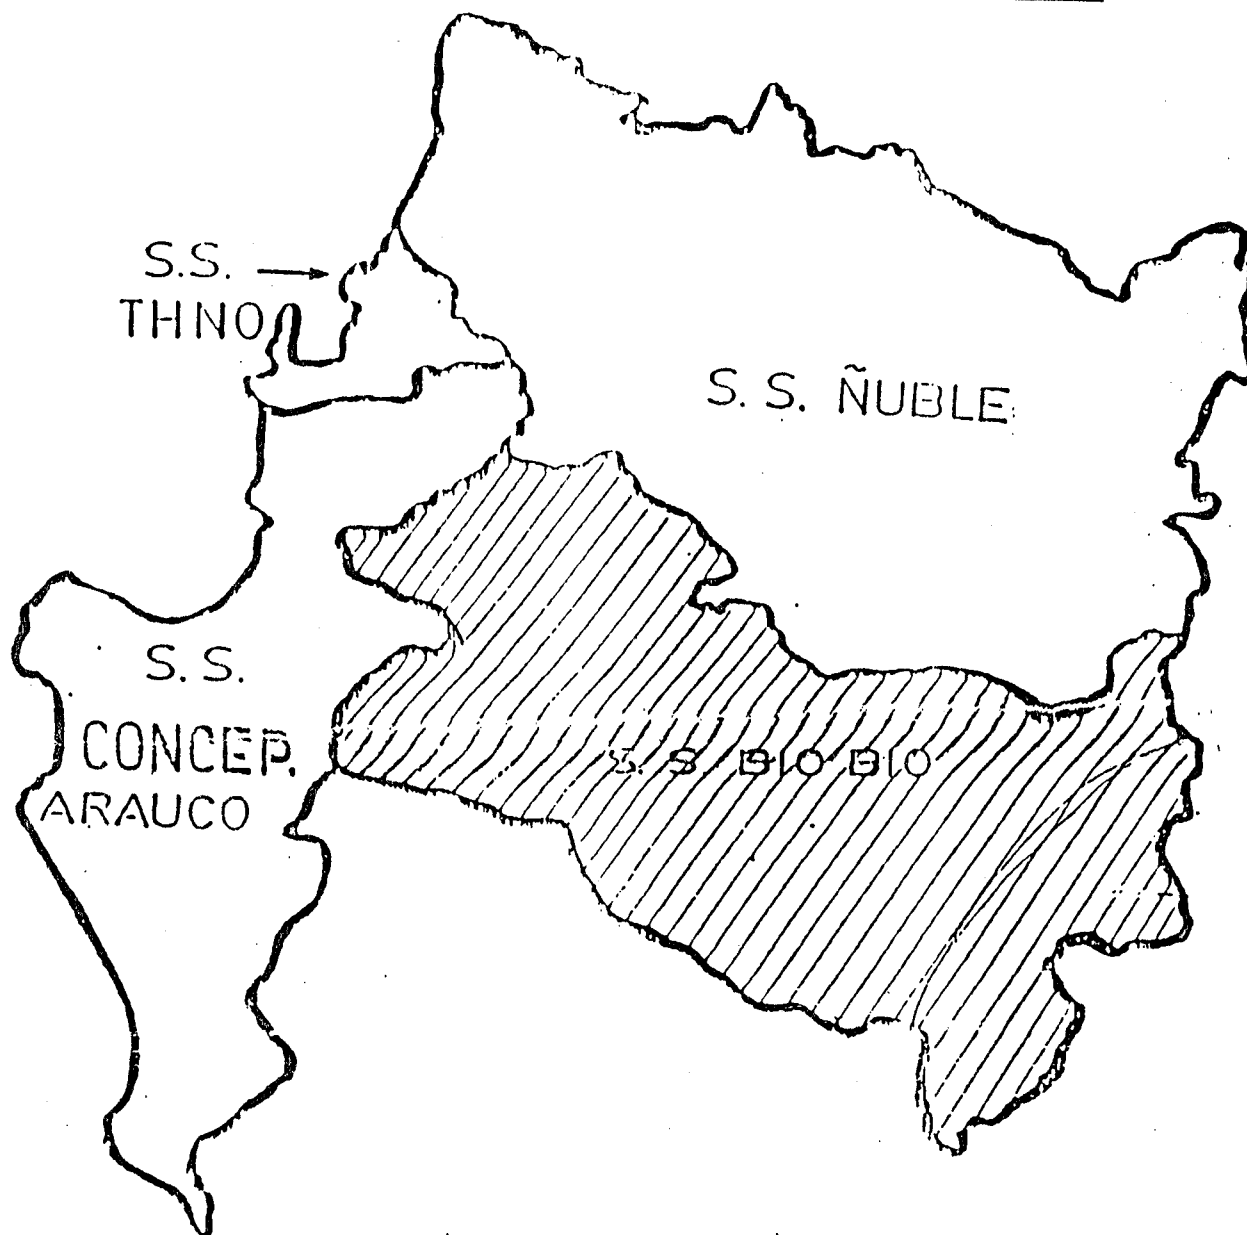 S.S.
THNO
S. S. ÑUBLE
S.S.
CONCEP.
ARAUCO
S. S. BIO BIO